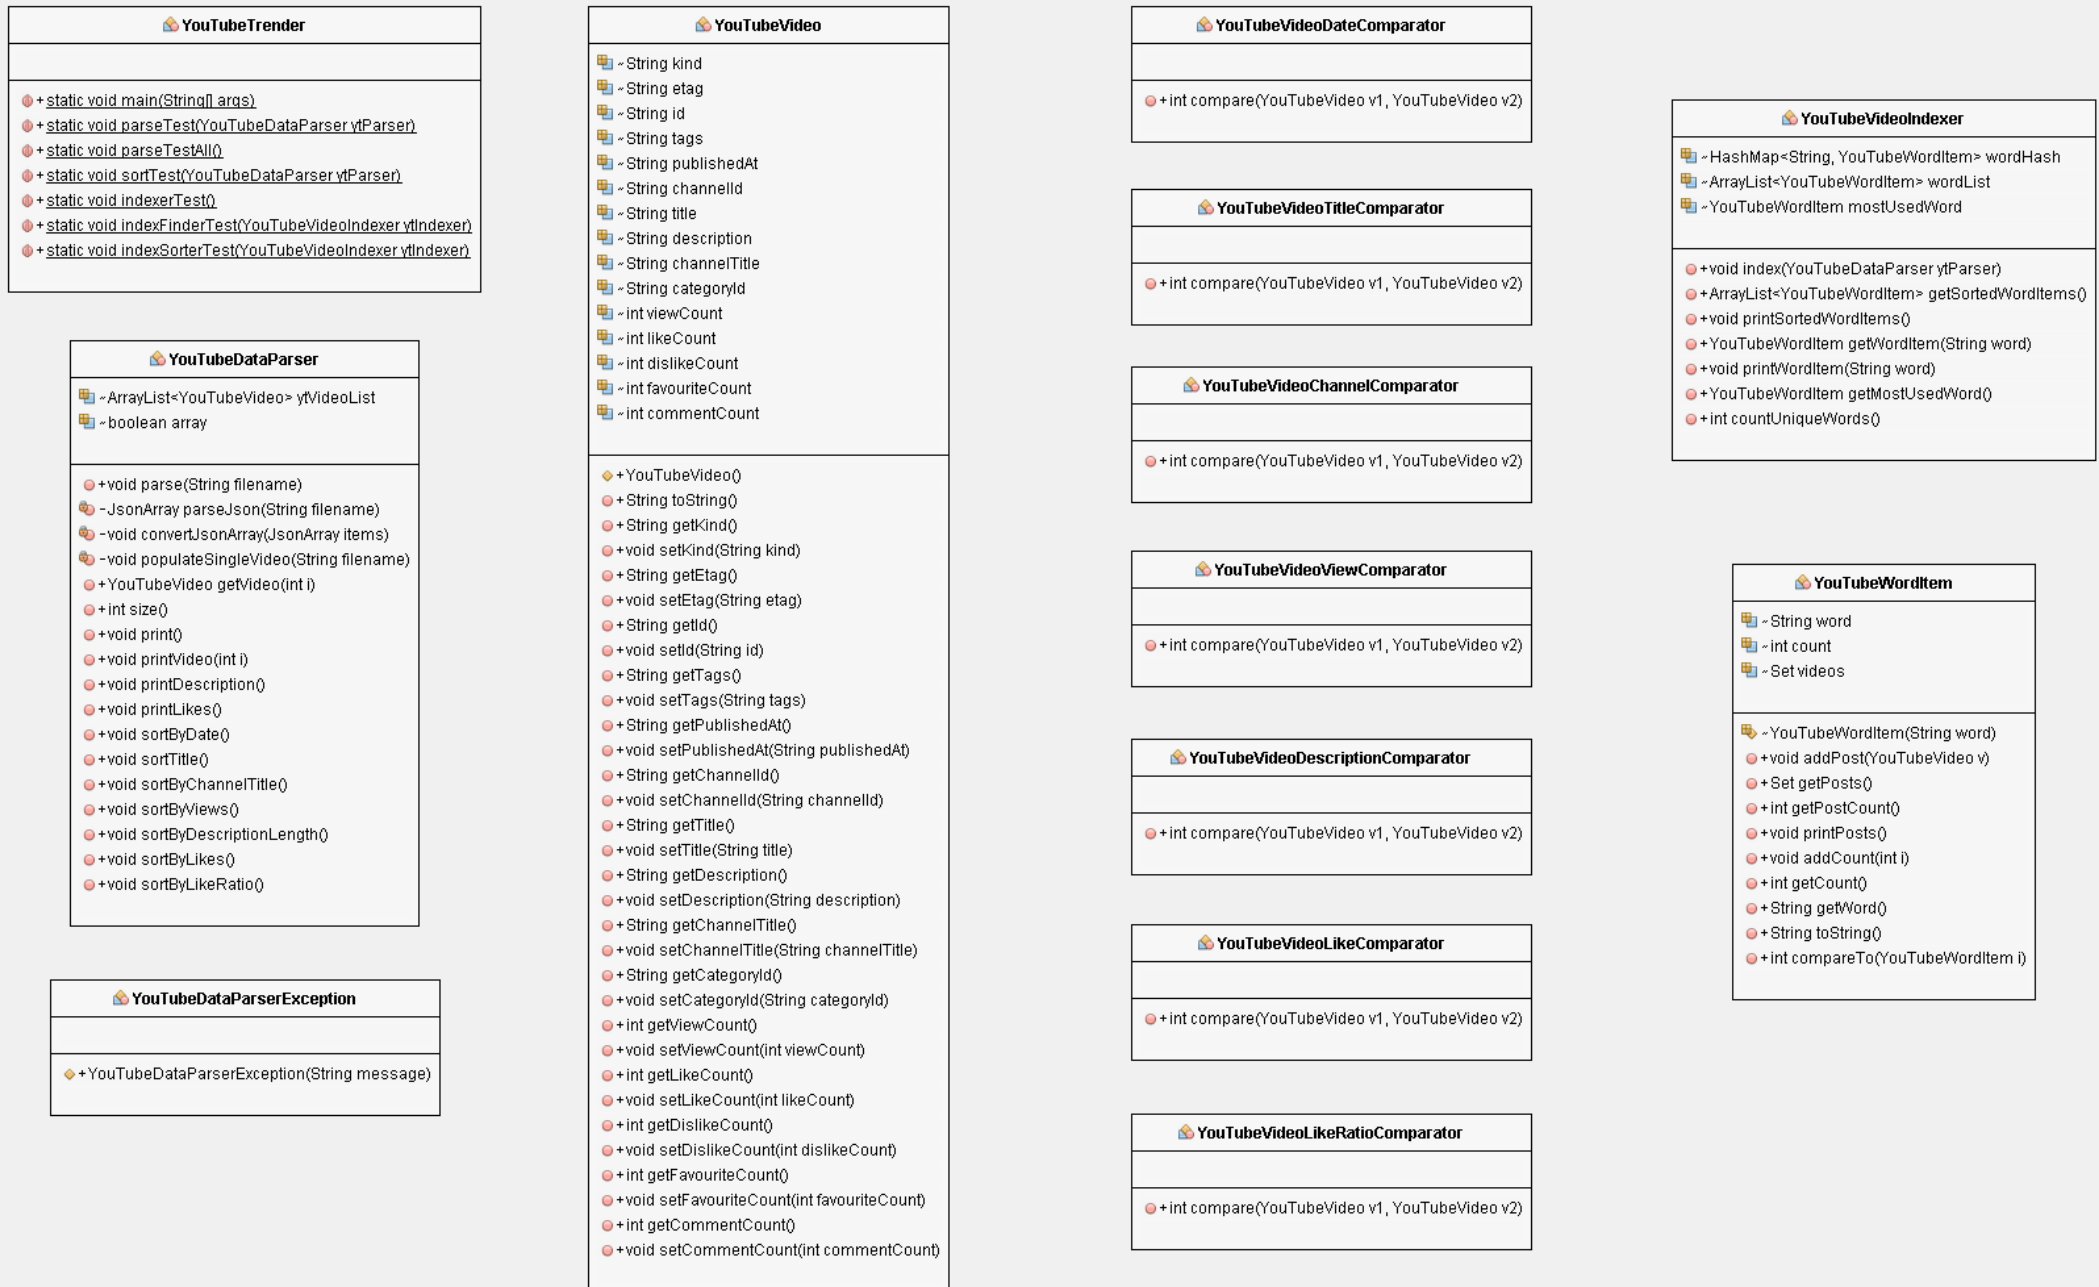 YouTubeTrender
+static void main(String[] args)
+static void parseTest(YouTubeDataParser ytParser)
+static void parseTestAll()
+static void sortTest(YouTubeDataParser ytParser)
+static void indexerTest()
+static void indexFinderTest(YouTubeVideoIndexer ytIndexer)
+static void indexSorterTest(YouTubeVideoIndexer ytIndexer)
YouTubeDataParser
~ArrayList<YouTubeVideo> ytVideoList
~boolean array
+void parse(String filename)
-JsonArray parseJson(String filename)
-void convertJsonArray(JsonArray items)
-void populateSingleVideo(String filename)
+YouTubeVideo getVideo(int i)
+int size()
+void print()
+void printVideo(int i)
+void printDescription()
+void printLikes()
+void sortByDate()
+void sortTitle()
+void sortByChannelTitle()
+void sortByViews()
+void sortByDescriptionLength()
+void sortByLikes()
+void sortByLikeRatio()
YouTubeDataParserException
+YouTubeDataParserException(String message)
YouTubeVideo
~String kind
~String etag
~String id
~String tags
~String publishedAt
~String channelId
~String title
~String description
~String channelTitle
~String categoryId
~int viewCount
~int likeCount
~int dislikeCount
~int favouriteCount
~int commentCount
+YouTubeVideo()
+String toString()
+String getKind()
+void setKind(String kind)
+String getEtag()
+void setEtag(String etag)
+String getId()
+void setId(String id)
+String getTags()
+void setTags(String tags)
+String getPublishedAt()
+void setPublishedAt(String publishedAt)
+String getChannelId()
+void setChannelId(String channelId)
+String getTitle()
+void setTitle(String title)
+String getDescription()
+void setDescription(String description)
+String getChannelTitle()
+void setChannelTitle(String channelTitle)
+String getCategoryId()
+void setCategoryId(String categoryId)
+int getViewCount()
+void setViewCount(int viewCount)
+int getLikeCount()
+void setLikeCount(int likeCount)
+int getDislikeCount()
+void setDislikeCount(int dislikeCount)
+int getFavouriteCount()
+void setFavouriteCount(int favouriteCount)
+int getCommentCount()
+void setCommentCount(int commentCount)
YouTubeVideoDateComparator
+int compare(YouTubeVideo v1, YouTubeVideo v2)
YouTubeVideoTitleComparator
+int compare(YouTubeVideo v1, YouTubeVideo v2)
YouTubeVideoChannelComparator
+int compare(YouTubeVideo v1, YouTubeVideo v2)
YouTubeVideoViewComparator
+int compare(YouTubeVideo v1, YouTubeVideo v2)
YouTubeVideoDescriptionComparator
+int compare(YouTubeVideo v1, YouTubeVideo v2)
YouTubeVideoLikeComparator
+int compare(YouTubeVideo v1, YouTubeVideo v2)
YouTubeVideoLikeRatioComparator
+int compare(YouTubeVideo v1, YouTubeVideo v2)
YouTubeVideoIndexer
~HashMap<String, YouTubeWordItem> wordHash
~ArrayList<YouTubeWordItem> wordList
~YouTubeWordItem mostUsedWord
+void index(YouTubeDataParser ytParser)
+ArrayList<YouTubeWordItem> getSortedWordItems()
+void printSortedWordItems()
+YouTubeWordItem getWordItem(String word)
+void printWordItem(String word)
+YouTubeWordItem getMostUsedWord()
+int countUniqueWords()
YouTubeWordItem
~String word
~int count
~Set videos
~YouTubeWordItem(String word)
+void addPost(YouTubeVideo v)
+Set getPosts()
+int getPostCount()
+void printPosts()
+void addCount(int i)
+int getCount()
+String getWord()
+String toString()
+int compareTo(YouTubeWordItem i)